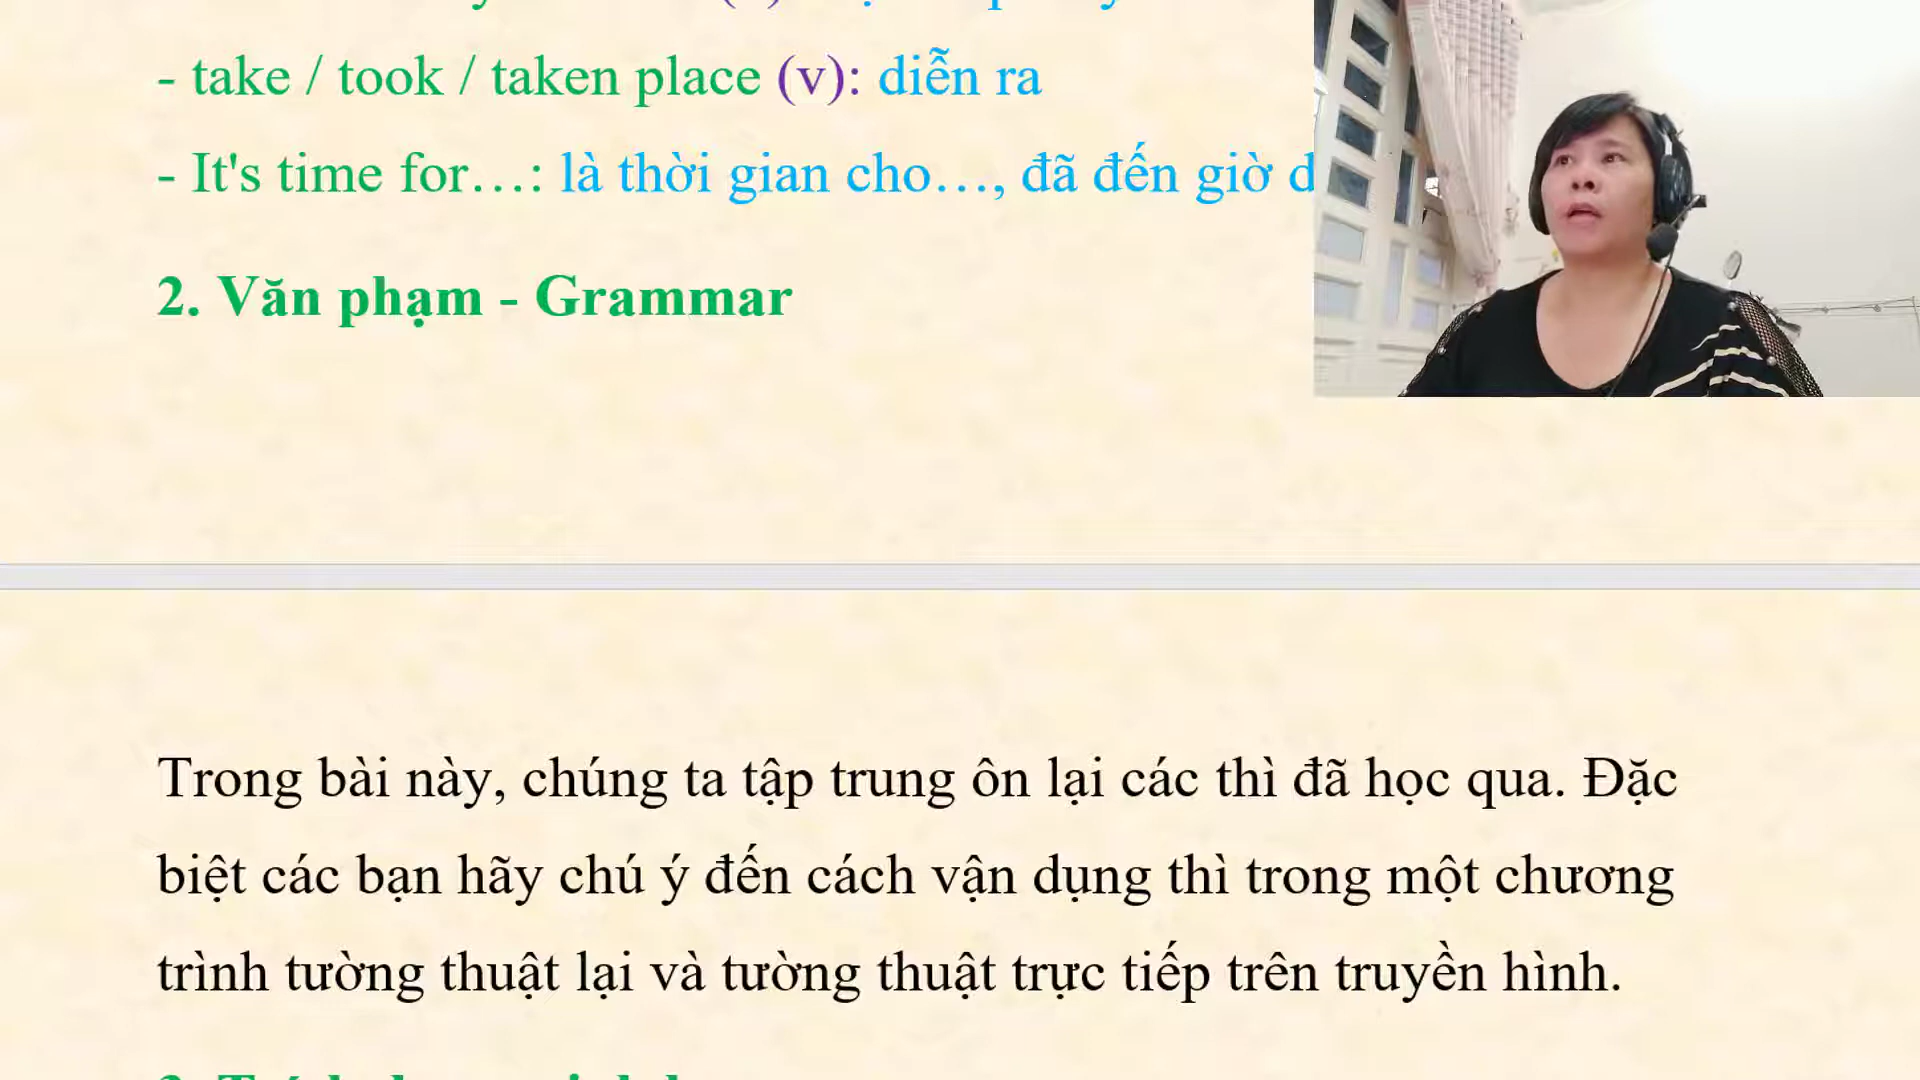 - take / took / taken place (v): diễn ra
- It's time for…: là thời gian cho…, đã đến giờ
2. Văn phạm - Grammar
Trong bài này, chúng ta tập trung ôn lại các thì đã học qua. Đặc
biệt các bạn hãy chú ý đến cách vận dụng thì trong một chương
trình tường thuật lại và tường thuật trực tiếp trên truyền hình.